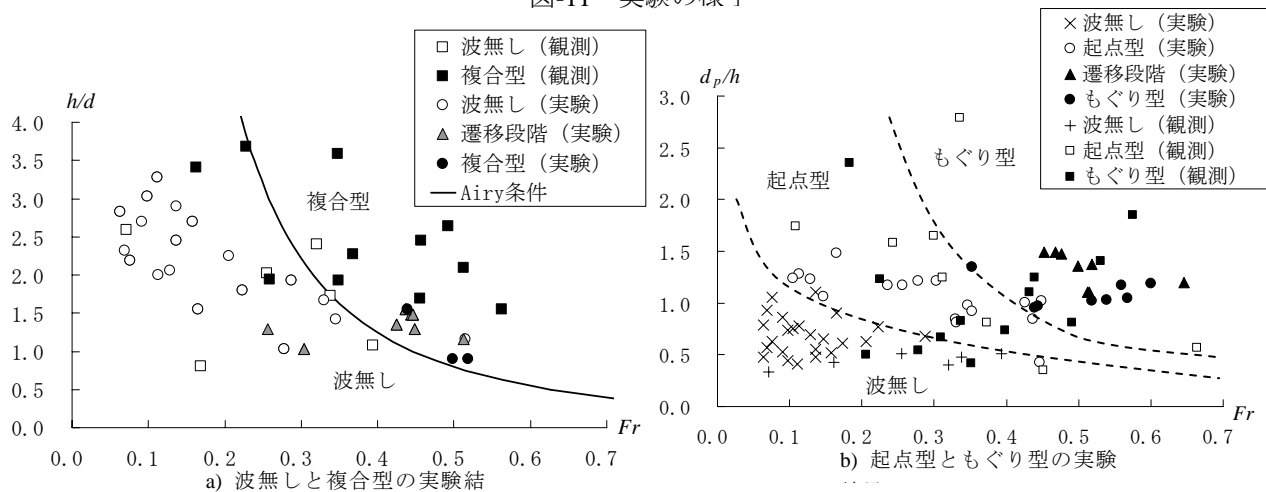 図-11 実験の様子
h/d
□ 波無し（観測）
■ 複合型（観測）
○ 波無し（実験）
▲ 遷移段階（実験）
● 複合型（実験）
― Airy条件
4.0
3.5
3.0
2.5
2.0
1.5
1.0
0.5
0.0
複合型
波無し
Fr
0.0 0.1 0.2 0.3 0.4 0.5 0.6 0.7
a) 波無しと複合型の実験結
dp/h
× 波無し（実験）
○ 起点型（実験）
▲ 遷移段階（実験）
● もぐり型（実験）
+ 波無し（観測）
□ 起点型（観測）
■ もぐり型（観測）
3.0
2.5
2.0
1.5
1.0
0.5
0.0
もぐり型
起点型
波無し
Fr
0.0 0.1 0.2 0.3 0.4 0.5 0.6 0.7
b) 起点型ともぐり型の実験